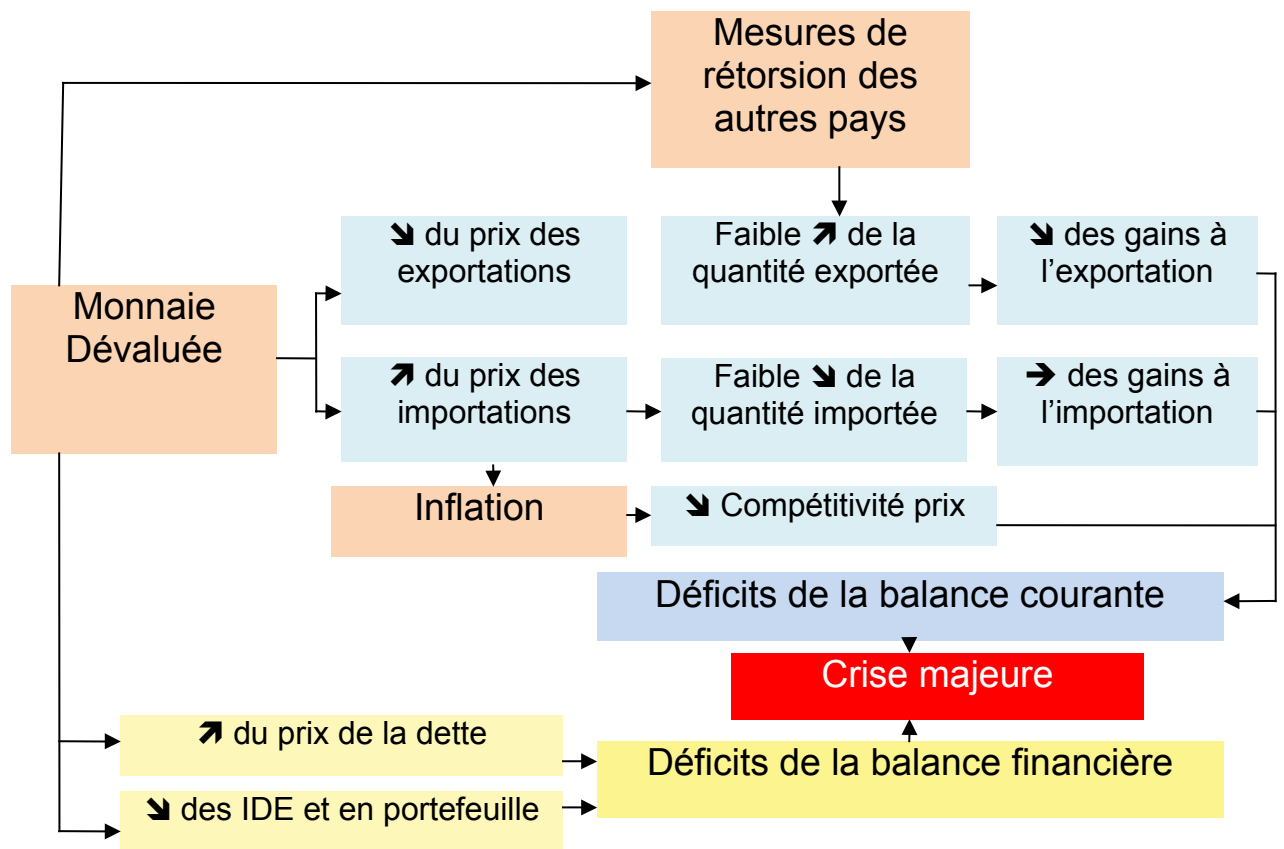 Mesures de
rétorsion des
autres pays
➘ du prix des
exportations
Faible ➚ de la
quantité exportée
➘ des gains à
l’exportation
Monnaie
Dévaluée
➚ du prix des
importations
Faible ➘ de la
quantité importée
➔ des gains à
l’importation
Inflation
➘ Compétitivité prix
Déficits de la balance courante
Crise majeure
➚ du prix de la dette
Déficits de la balance financière
➘ des IDE et en portefeuille